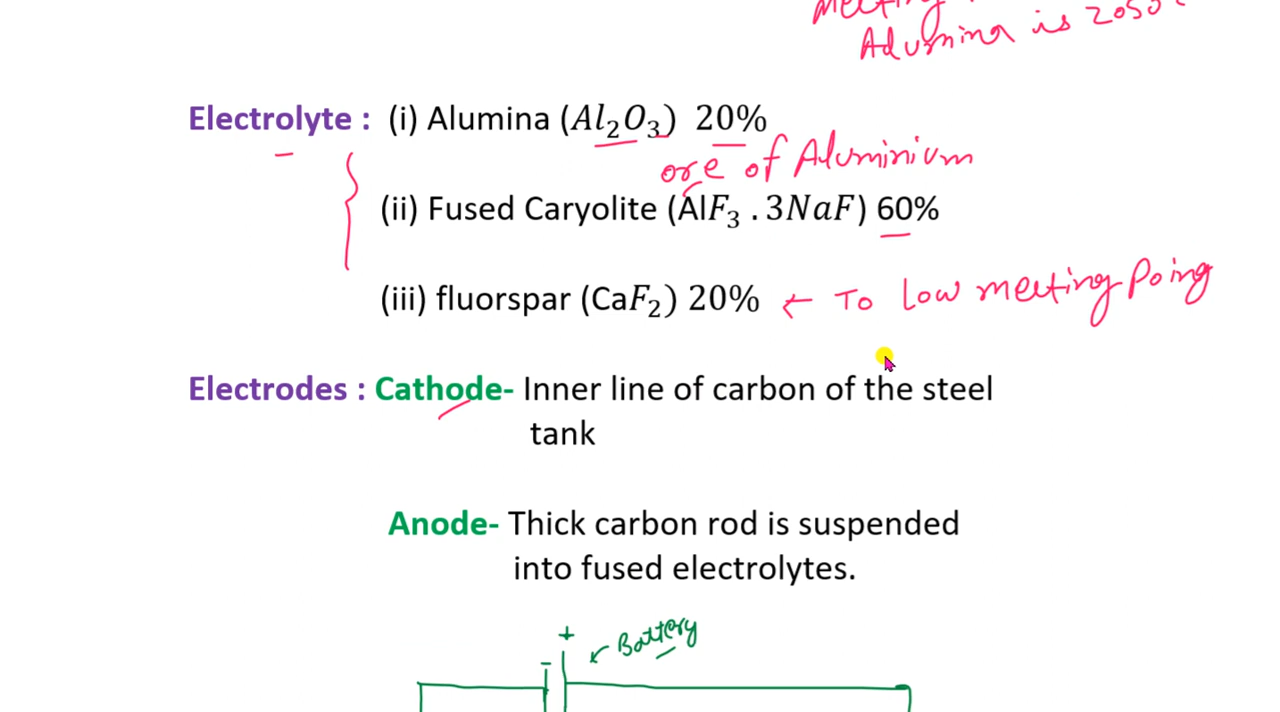 Melting
Adumina is 2050°
Electrolyte : (i) Alumina (Al₂O₃) 20%
ore of Aluminium
(ii) Fused Caryolite (AlF₃ . 3NaF) 60%
(iii) fluorspar (CaF₂) 20% ← To Low meeting Poing
Electrodes : Cathode- Inner line of carbon of the steel
tank
Anode- Thick carbon rod is suspended
into fused electrolytes.
+
- Battery